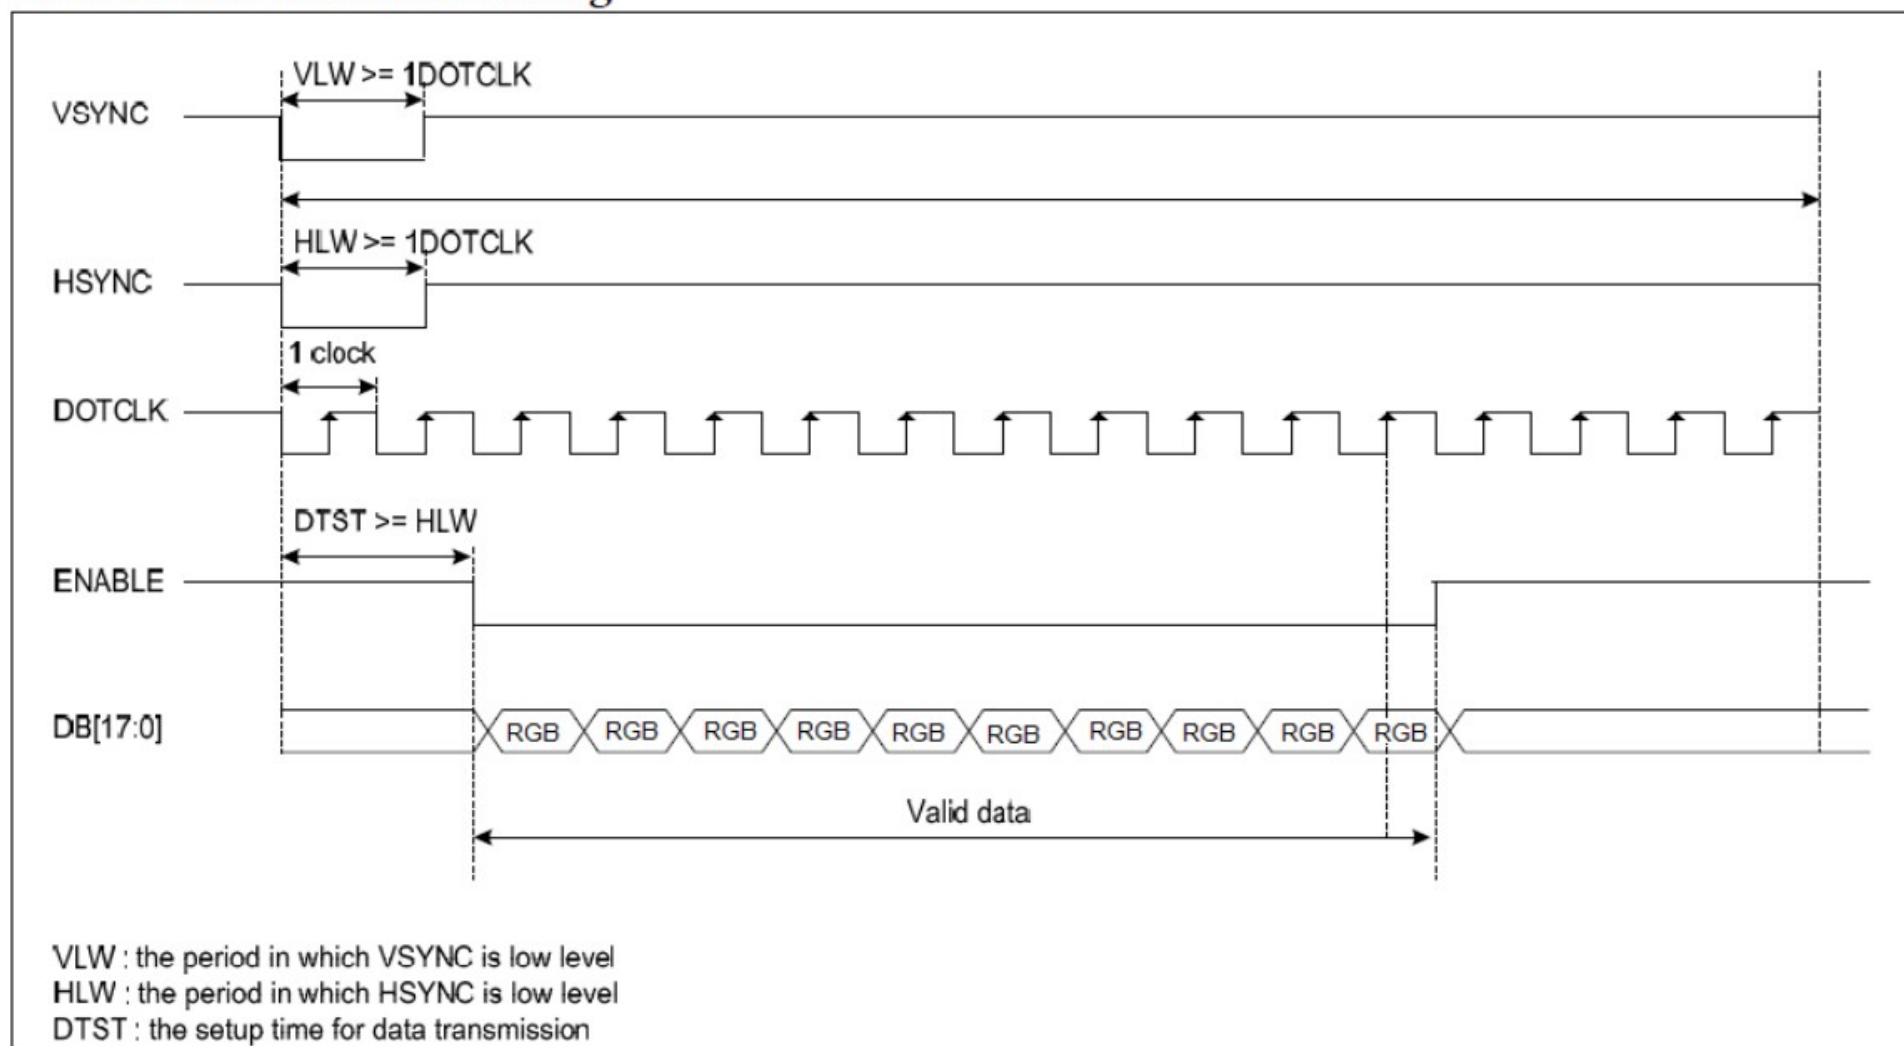 VLW >= 1DOTCLK
VSYNC
HLW >= 1DOTCLK
HSYNC
1 clock
DOTCLK
DTST >= HLW
ENABLE
DB[17:0]
RGB RGB RGB RGB RGB RGB RGB RGB RGB RGB
Valid data
VLW : the period in which VSYNC is low level
HLW : the period in which HSYNC is low level
DTST : the setup time for data transmission